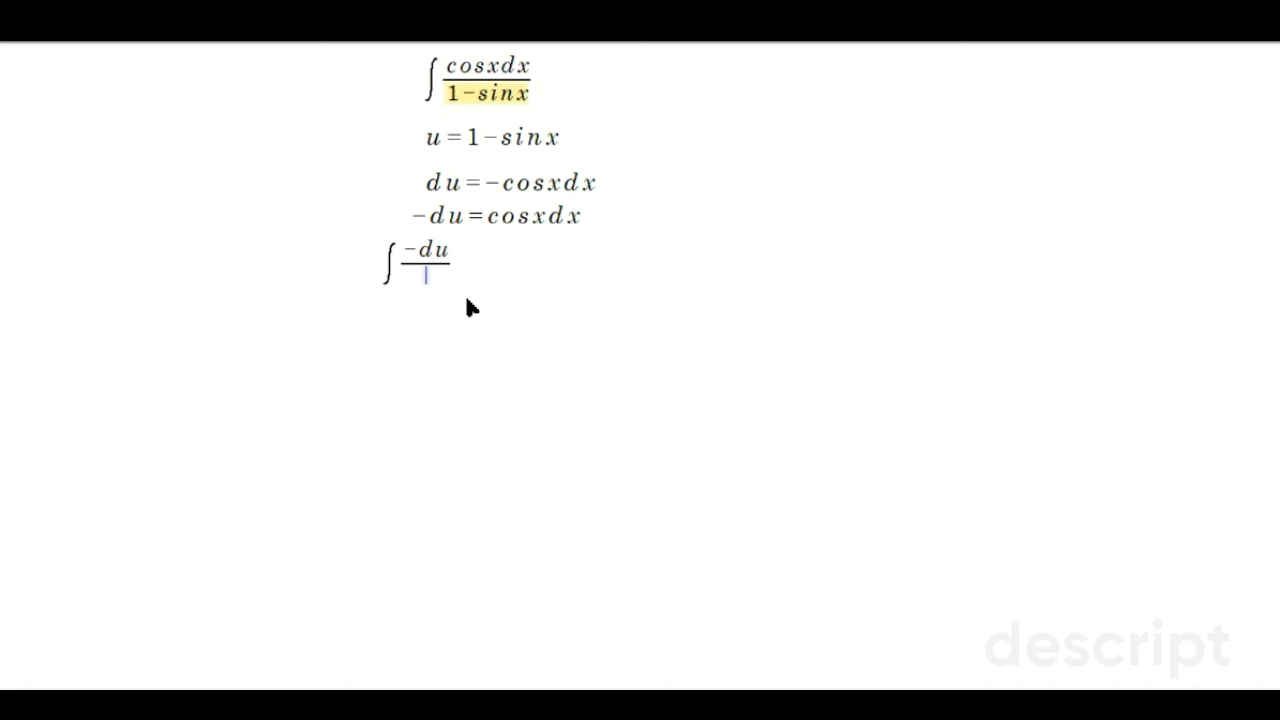 ∫ cosxdx / 1-sinx
u=1-sinx
du=-cosxdx
-du=cosxdx
∫ -du /
descript